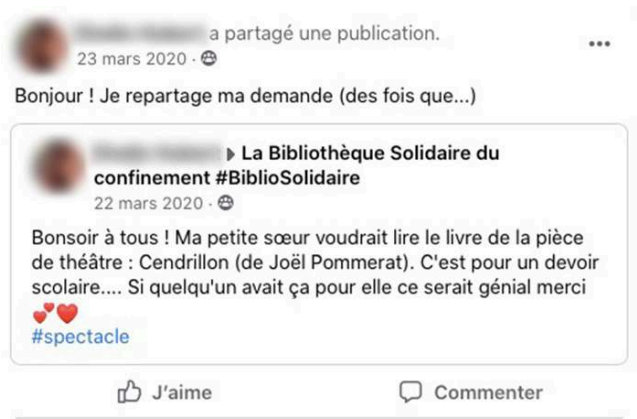 a partagé une publication.
23 mars 2020 ·
Bonjour ! Je repartage ma demande (des fois que...)
La Bibliothèque Solidaire du
confinement #BiblioSolidaire
22 mars 2020 ·
Bonsoir à tous ! Ma petite sœur voudrait lire le livre de la pièce
de théâtre : Cendrillon (de Joël Pommerat). C'est pour un devoir
scolaire.... Si quelqu'un avait ça pour elle ce serait génial merci
💕❤️
#spectacle
J'aime
Commenter